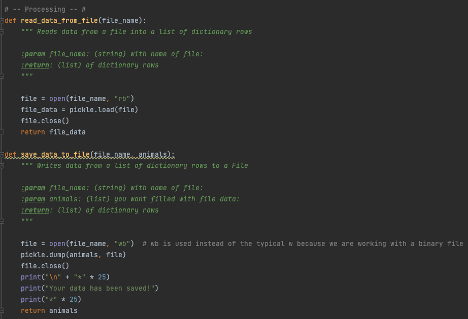 # -- Processing -- #
def read_data_from_file(file_name):
""" Reads data from a file into a list of dictionary rows
:param file_name: (string) with name of file:
:return: (list) of dictionary rows
"""
file = open(file_name, "rb")
file_data = pickle.load(file)
file.close()
return file_data
def save_data_to_file(file_name, animals):
""" Writes data from a list of dictionary rows to a File
:param file_name: (string) with name of file:
:param animals: (list) you want filled with file data:
:return: (list) of dictionary rows
"""
file = open(file_name, "wb")  # wb is used instead of the typical w because we are working with a binary file
pickle.dump(animals, file)
file.close()
print("\n" + "*" * 25)
print("Your data has been saved!")
print("*" * 25)
return animals